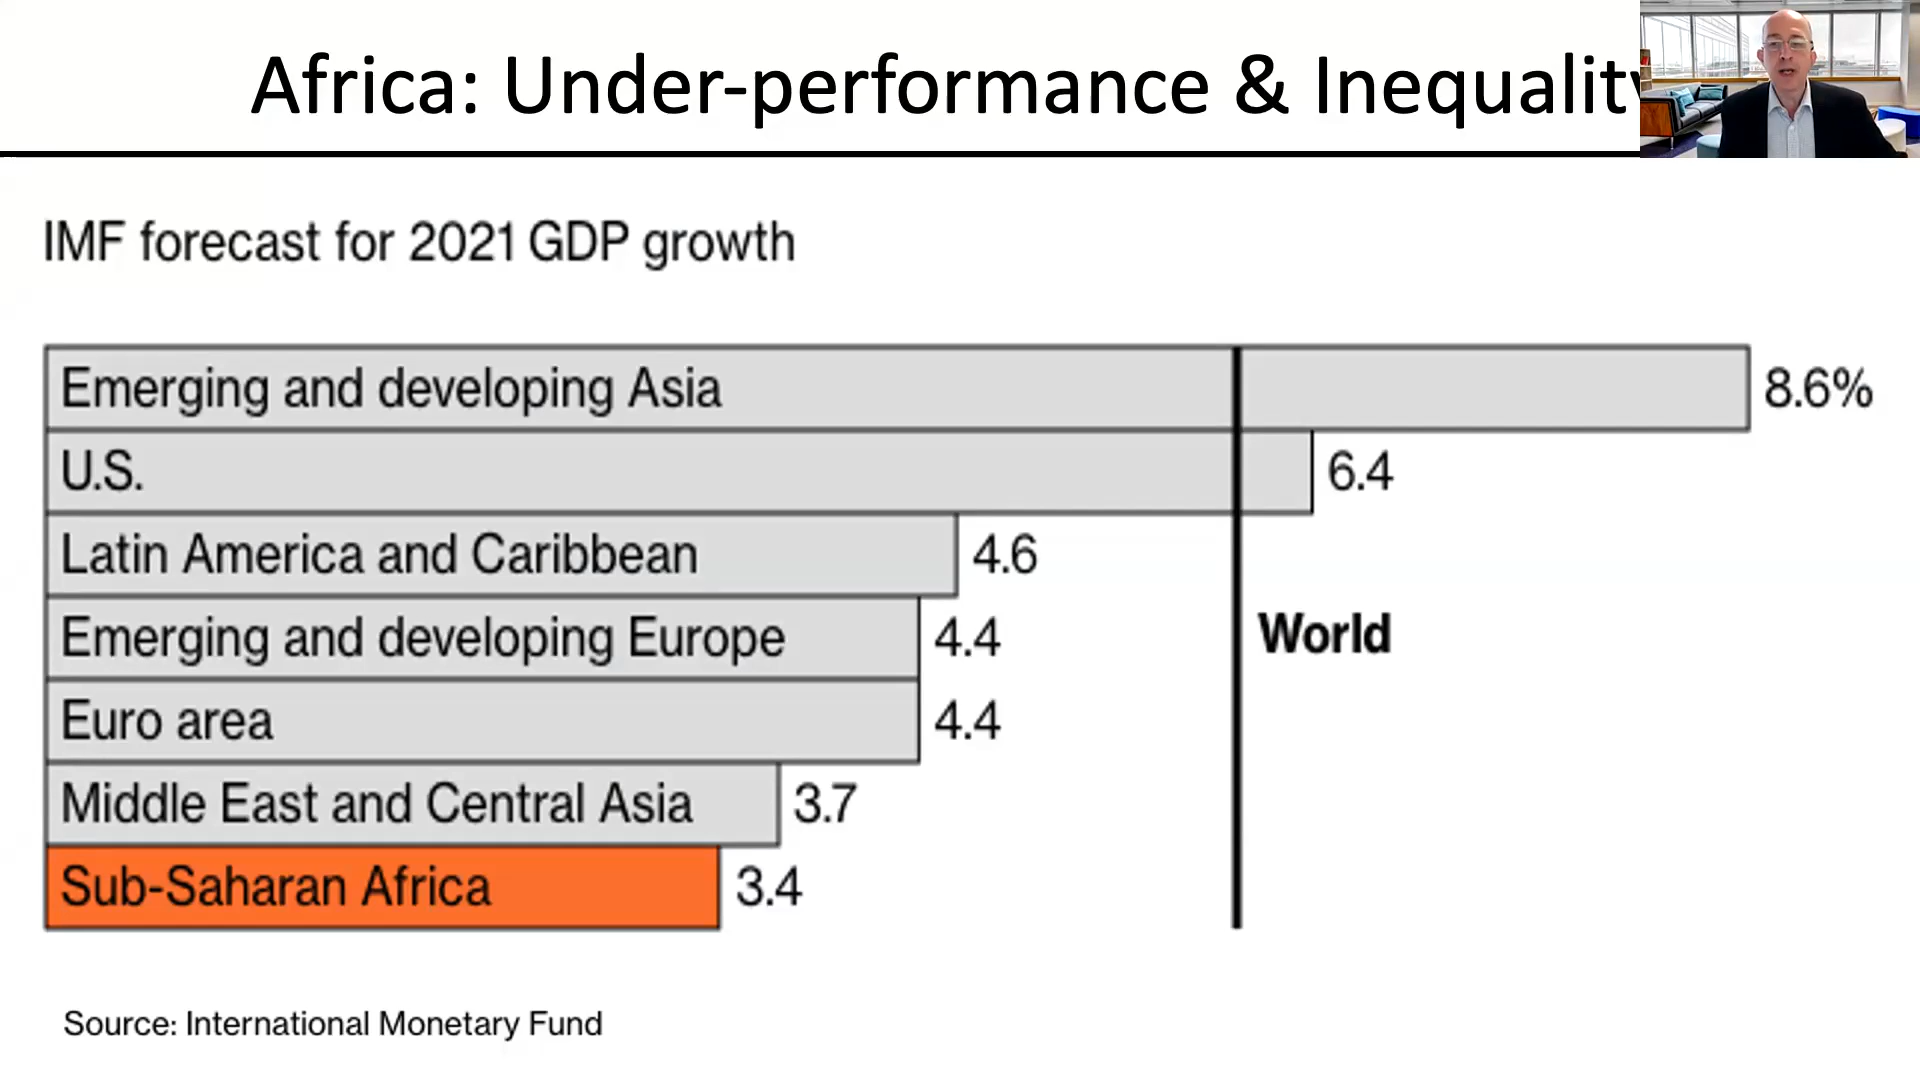 Africa: Under-performance & Inequality
IMF forecast for 2021 GDP growth
Emerging and developing Asia 8.6%
U.S. 6.4
Latin America and Caribbean 4.6
Emerging and developing Europe 4.4
World
Euro area 4.4
Middle East and Central Asia 3.7
Sub-Saharan Africa 3.4
Source: International Monetary Fund